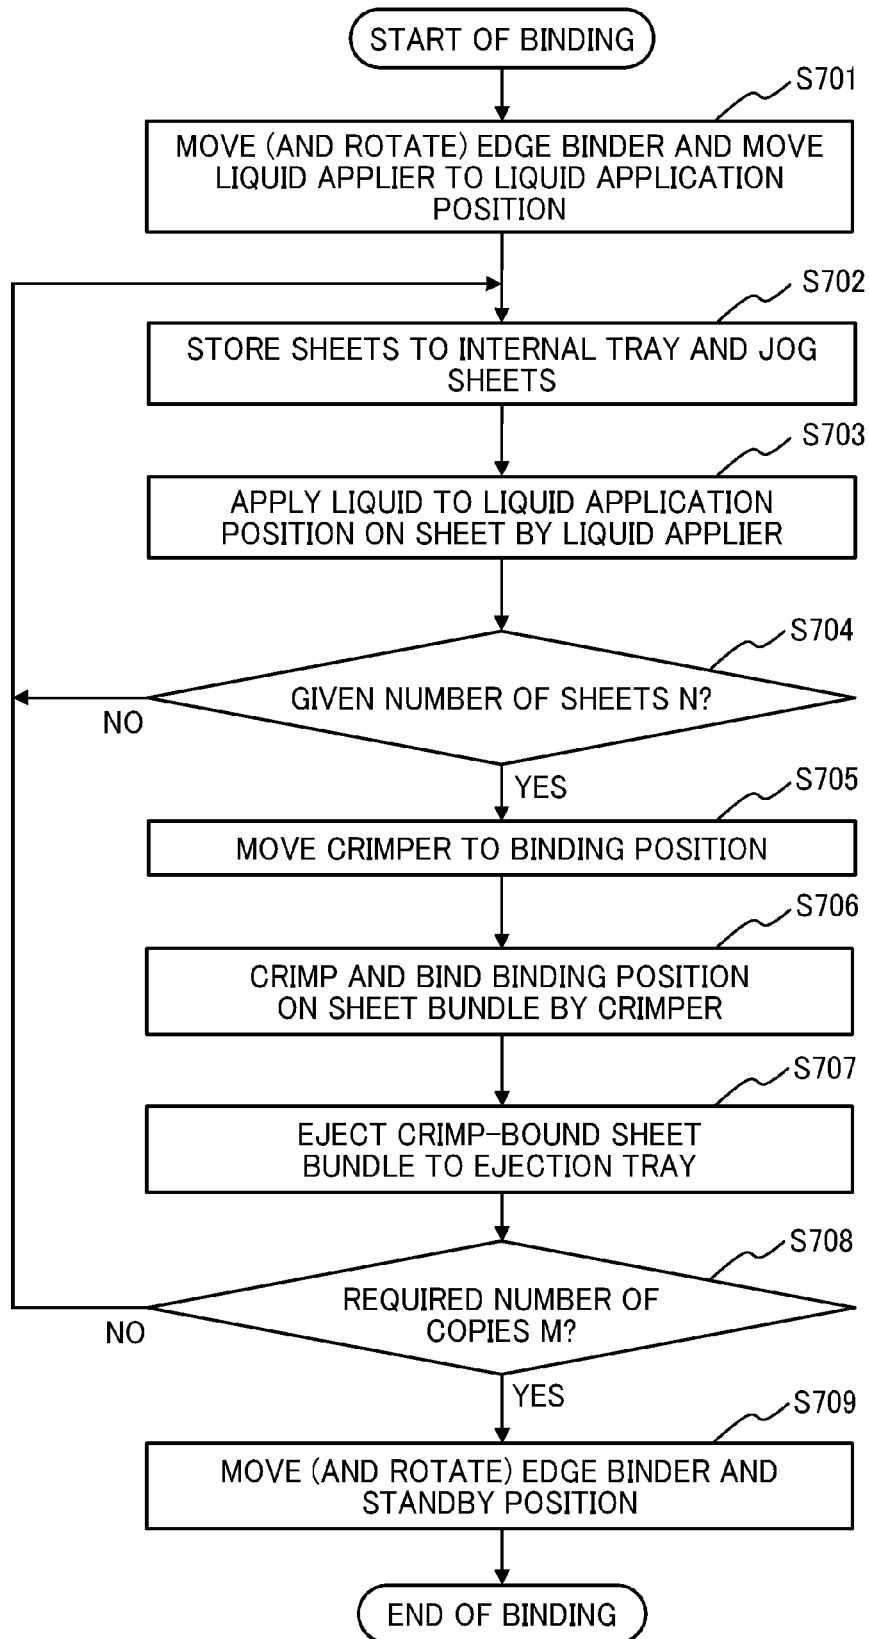 START OF BINDING
S701
MOVE (AND ROTATE) EDGE BINDER AND MOVE
LIQUID APPLIER TO LIQUID APPLICATION
POSITION
S702
STORE SHEETS TO INTERNAL TRAY AND JOG
SHEETS
S703
APPLY LIQUID TO LIQUID APPLICATION
POSITION ON SHEET BY LIQUID APPLIER
S704
GIVEN NUMBER OF SHEETS N?
NO
YES
S705
MOVE CRIMPER TO BINDING POSITION
S706
CRIMP AND BIND BINDING POSITION
ON SHEET BUNDLE BY CRIMPER
S707
EJECT CRIMP-BOUND SHEET
BUNDLE TO EJECTION TRAY
S708
REQUIRED NUMBER OF
COPIES M?
NO
YES
S709
MOVE (AND ROTATE) EDGE BINDER AND
STANDBY POSITION
END OF BINDING